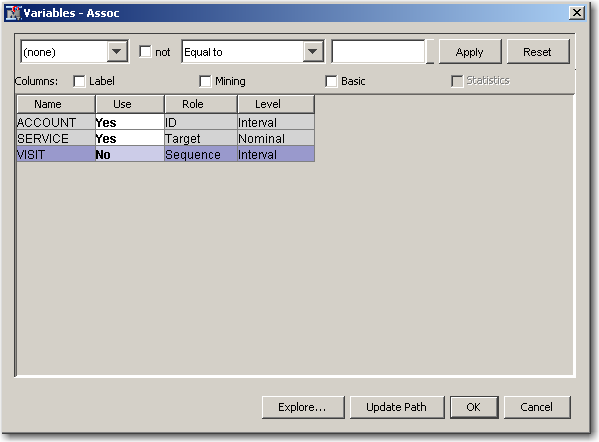 Variables - Assoc
(none) not Equal to Apply Reset
Columns: Label Mining Basic Statistics
Name Use Role Level
ACCOUNT Yes ID Interval
SERVICE Yes Target Nominal
VISIT No Sequence Interval
Explore... Update Path OK Cancel